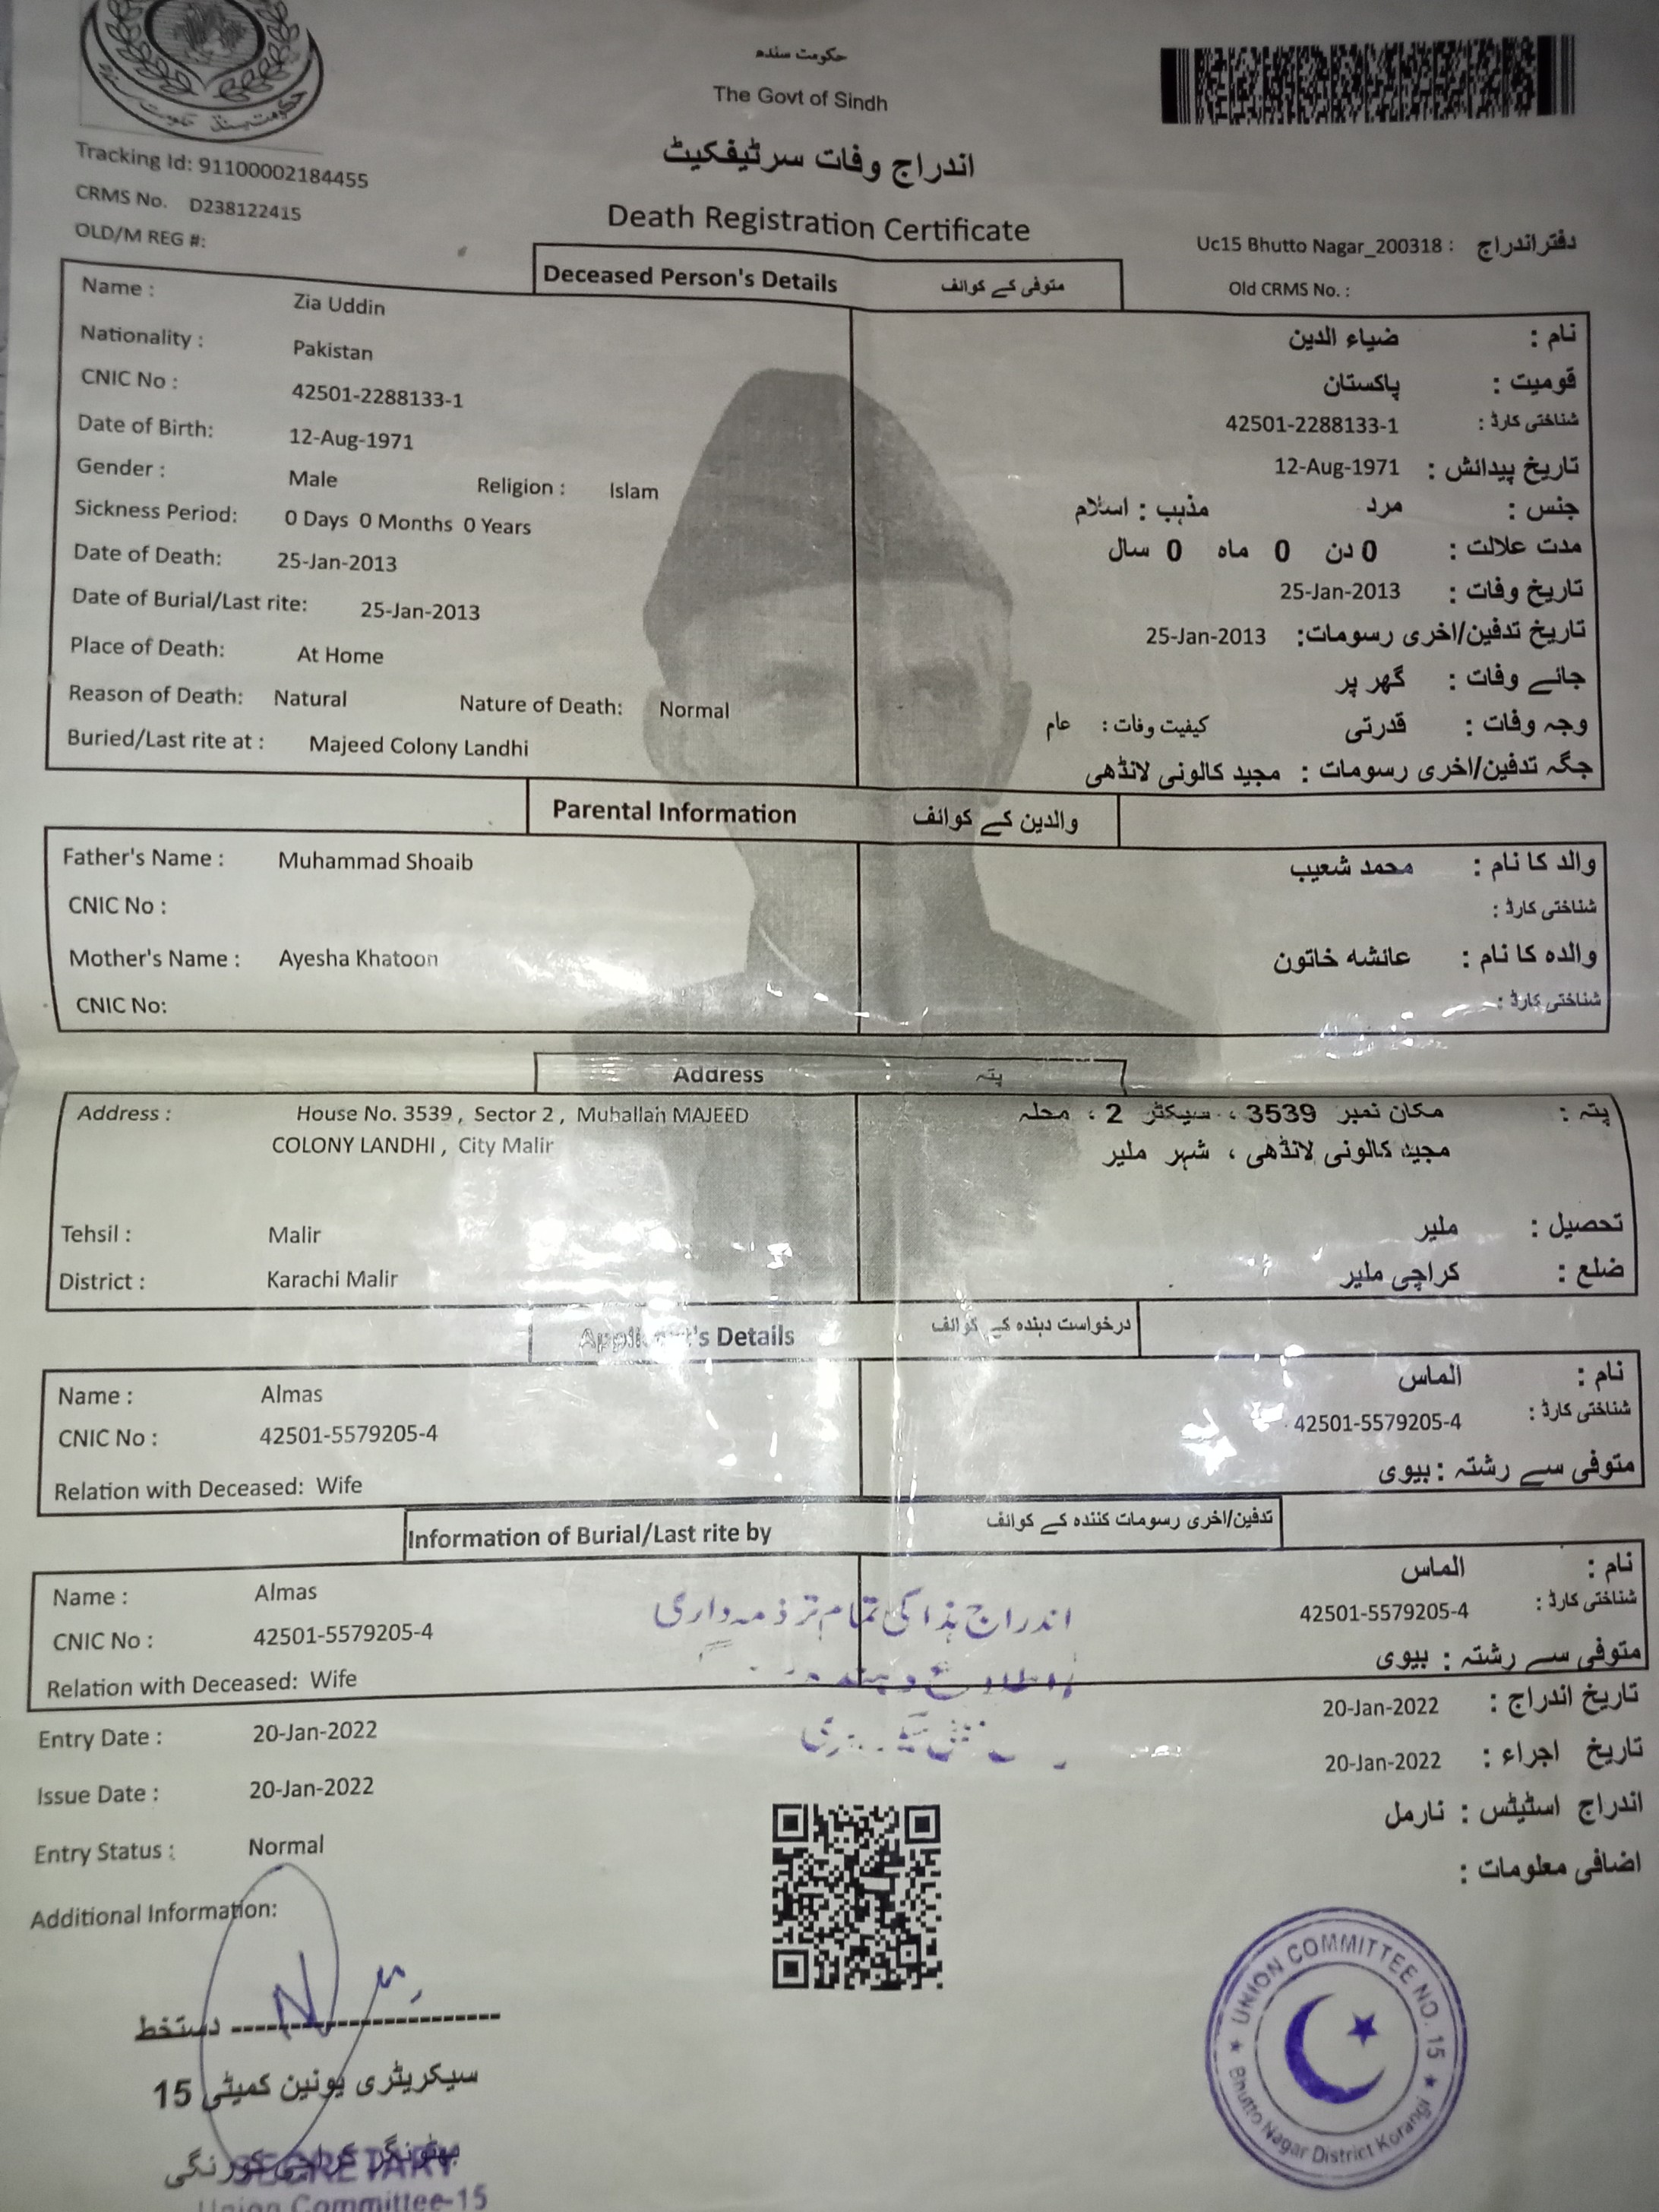 حکومت سندھ
The Govt of Sindh
اندراج وفات سرٹیفکیٹ
Death Registration Certificate
Tracking Id: 91100002184455
CRMS No. D238122415
OLD/M REG #:
Uc15 Bhutto Nagar_200318 : دفتر اندراج
Old CRMS No. :
Deceased Person's Details متوفی کے کوائف
Name : Zia Uddin ضیاء الدین نام :
Nationality : Pakistan پاکستان قومیت :
CNIC No : 42501-2288133-1 42501-2288133-1 شناختی کارڈ :
Date of Birth: 12-Aug-1971 12-Aug-1971 تاریخ پیدائش :
Gender : Male Religion : Islam جنس : مرد مذہب : اسلام
Sickness Period: 0 Days 0 Months 0 Years مدت علالت : 0 دن 0 ماہ 0 سال
Date of Death: 25-Jan-2013 25-Jan-2013 تاریخ وفات :
Date of Burial/Last rite: 25-Jan-2013 25-Jan-2013 تاریخ تدفین/اخری رسومات:
Place of Death: At Home جائے وفات : گھر پر
Reason of Death: Natural Nature of Death: Normal وجہ وفات : قدرتی کیفیت وفات : عام
Buried/Last rite at : Majeed Colony Landhi جگہ تدفین/اخری رسومات : مجید کالونی لانڈھی
Parental Information والدین کے کوائف
Father's Name : Muhammad Shoaib والد کا نام : محمد شعیب
CNIC No : شناختی کارڈ :
Mother's Name : Ayesha Khatoon والدہ کا نام : عائشہ خاتون
CNIC No: شناختی کارڈ :
Address پتہ
Address : House No. 3539 , Sector 2 , Muhallah MAJEED پتہ : مکان نمبر 3539 ، سیکٹر 2 ، محلہ
COLONY LANDHI , City Malir مجید کالونی لانڈھی ، شہر ملیر
Tehsil : Malir تحصیل : ملیر
District : Karachi Malir ضلع : کراچی ملیر
Applicant's Details درخواست دہندہ کے کوائف
Name : Almas نام : الماس
CNIC No : 42501-5579205-4 42501-5579205-4 شناختی کارڈ :
Relation with Deceased: Wife متوفی سے رشتہ : بیوی
Information of Burial/Last rite by تدفین/اخری رسومات کنندہ کے کوائف
Name : Almas نام : الماس
CNIC No : 42501-5579205-4 42501-5579205-4 شناختی کارڈ :
Relation with Deceased: Wife متوفی سے رشتہ : بیوی
اندراج ہذا کی تمام تر ذمہ داری
Entry Date : 20-Jan-2022 20-Jan-2022 تاریخ اندراج :
Issue Date : 20-Jan-2022 20-Jan-2022 تاریخ اجراء :
Entry Status : Normal اندراج اسٹیٹس : نارمل
Additional Information: اضافی معلومات :
دستخط
سیکریٹری یونین کمیٹی 15
بھٹونگر کراچی کورنگی
SECRETARY
Union Committee-15
UNION COMMITTEE NO. 15
Bhutto Nagar District Korangi